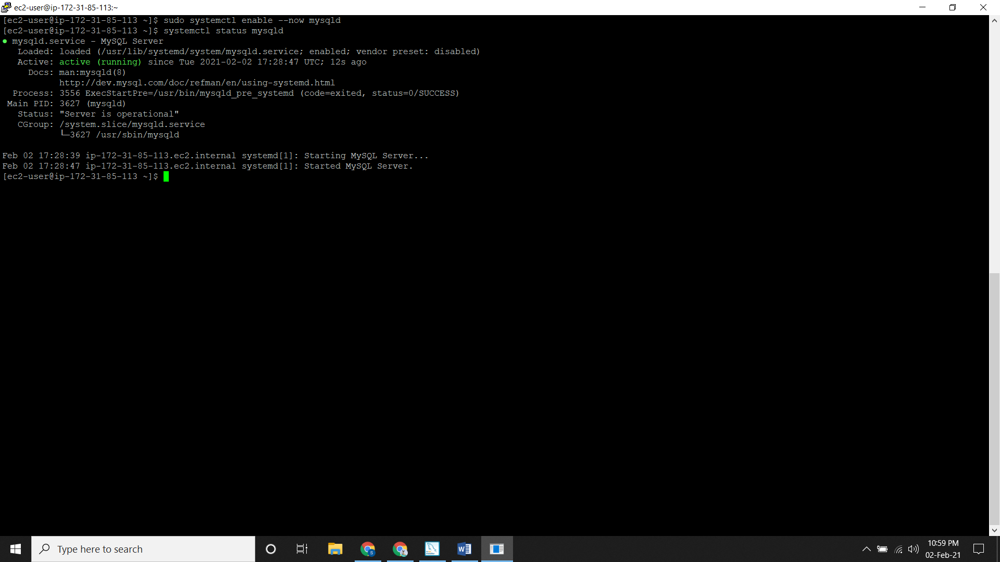 ec2-user@ip-172-31-85-113:~
[ec2-user@ip-172-31-85-113 ~]$ sudo systemctl enable --now mysqld
[ec2-user@ip-172-31-85-113 ~]$ systemctl status mysqld
● mysqld.service - MySQL Server
   Loaded: loaded (/usr/lib/systemd/system/mysqld.service; enabled; vendor preset: disabled)
   Active: active (running) since Tue 2021-02-02 17:28:47 UTC; 12s ago
     Docs: man:mysqld(8)
           http://dev.mysql.com/doc/refman/en/using-systemd.html
  Process: 3556 ExecStartPre=/usr/bin/mysqld_pre_systemd (code=exited, status=0/SUCCESS)
 Main PID: 3627 (mysqld)
   Status: "Server is operational"
   CGroup: /system.slice/mysqld.service
           └─3627 /usr/sbin/mysqld
Feb 02 17:28:39 ip-172-31-85-113.ec2.internal systemd[1]: Starting MySQL Server...
Feb 02 17:28:47 ip-172-31-85-113.ec2.internal systemd[1]: Started MySQL Server.
[ec2-user@ip-172-31-85-113 ~]$
Type here to search
S
W
10:59 PM
02-Feb-21